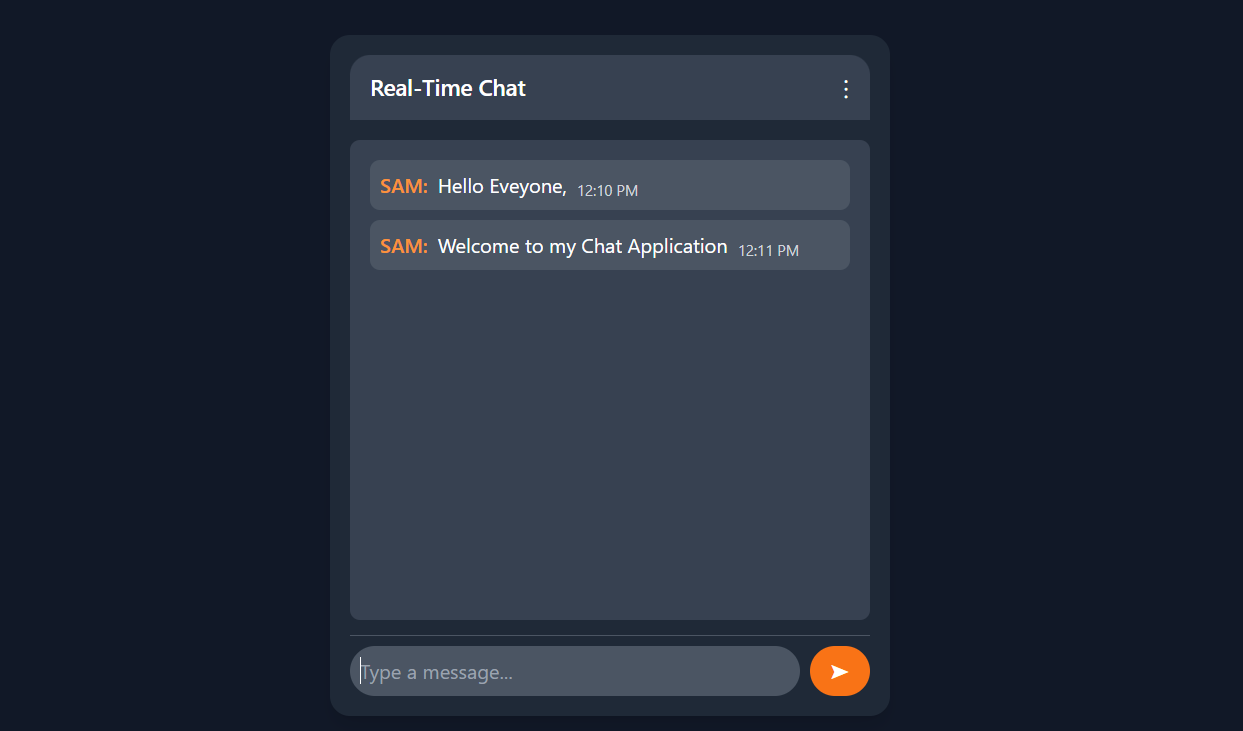 Real-Time Chat
SAM: Hello Eveyone, 12:10 PM
SAM: Welcome to my Chat Application 12:11 PM
Type a message...